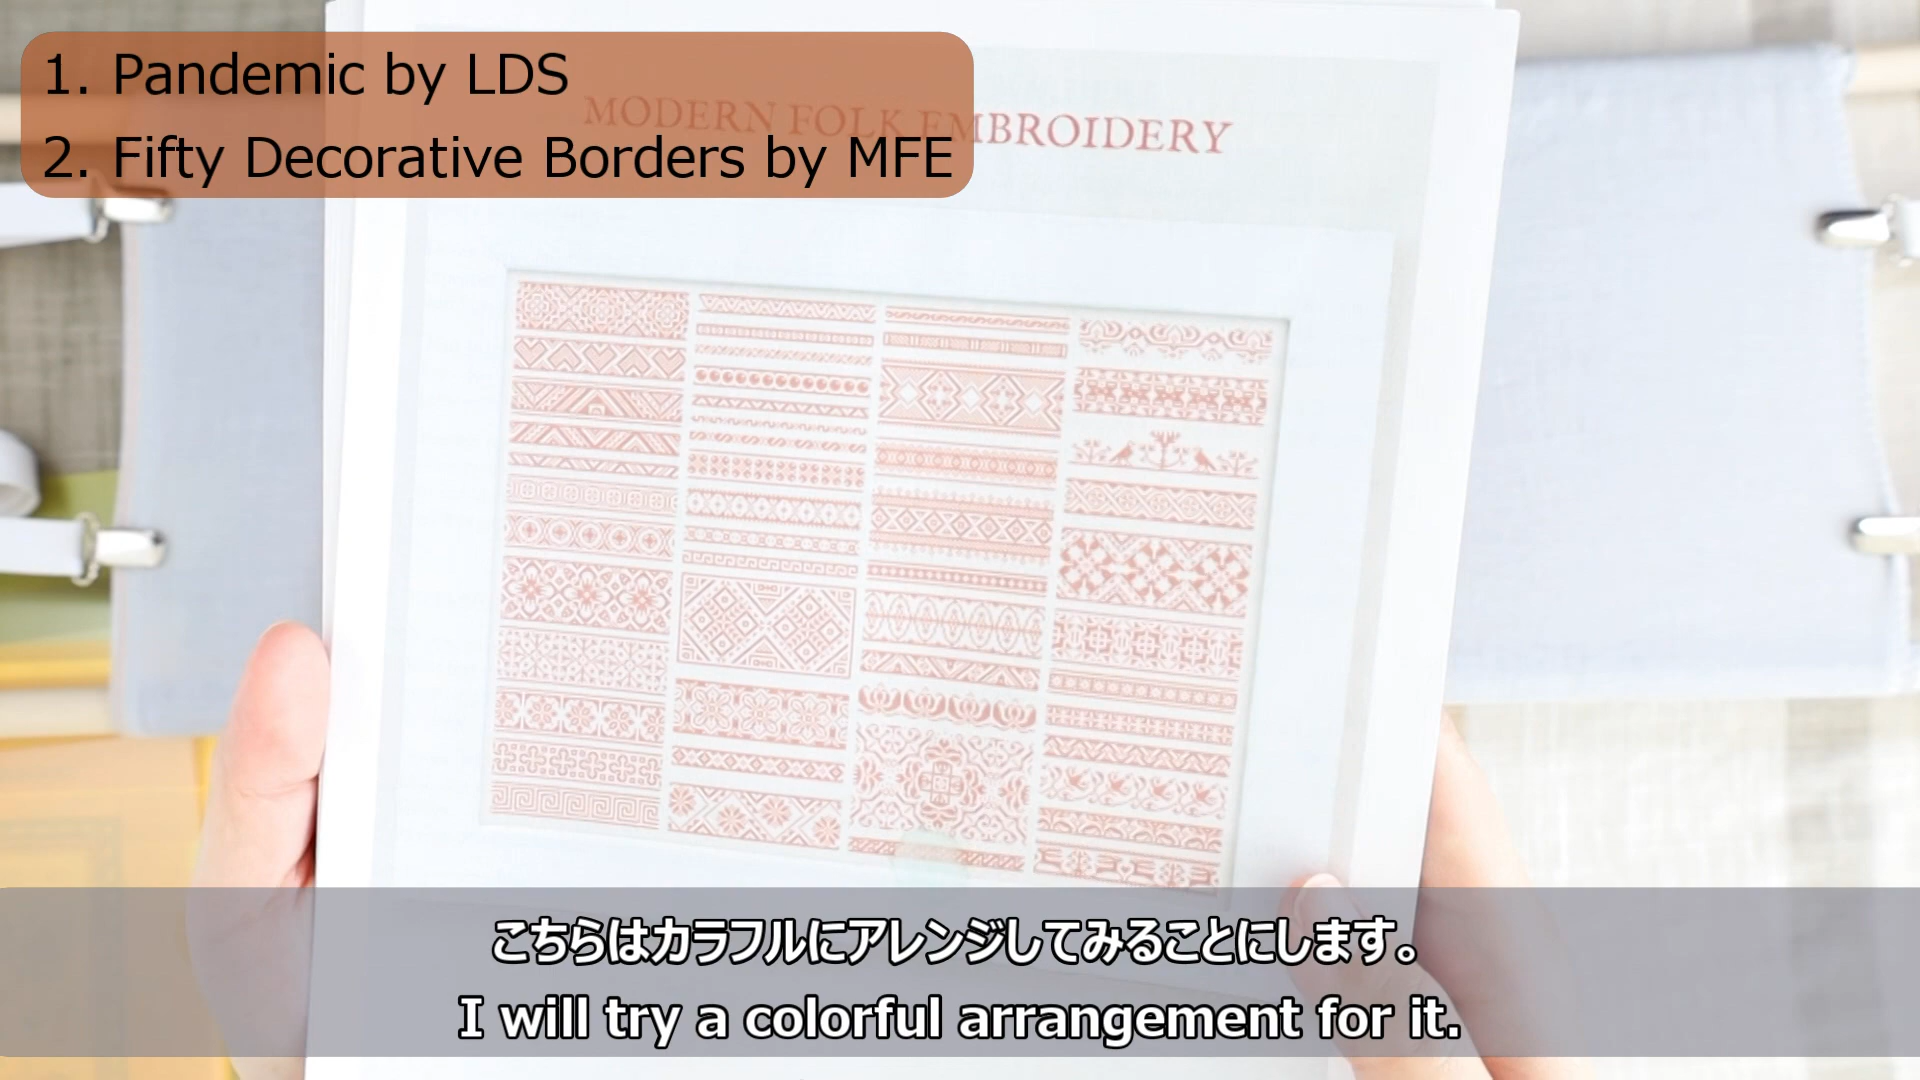 1. Pandemic by LDS
2. Fifty Decorative Borders by MFE
MODERN FOLK EMBROIDERY
こちらはカラフルにアレンジしてみることにします。
I will try a colorful arrangement for it.